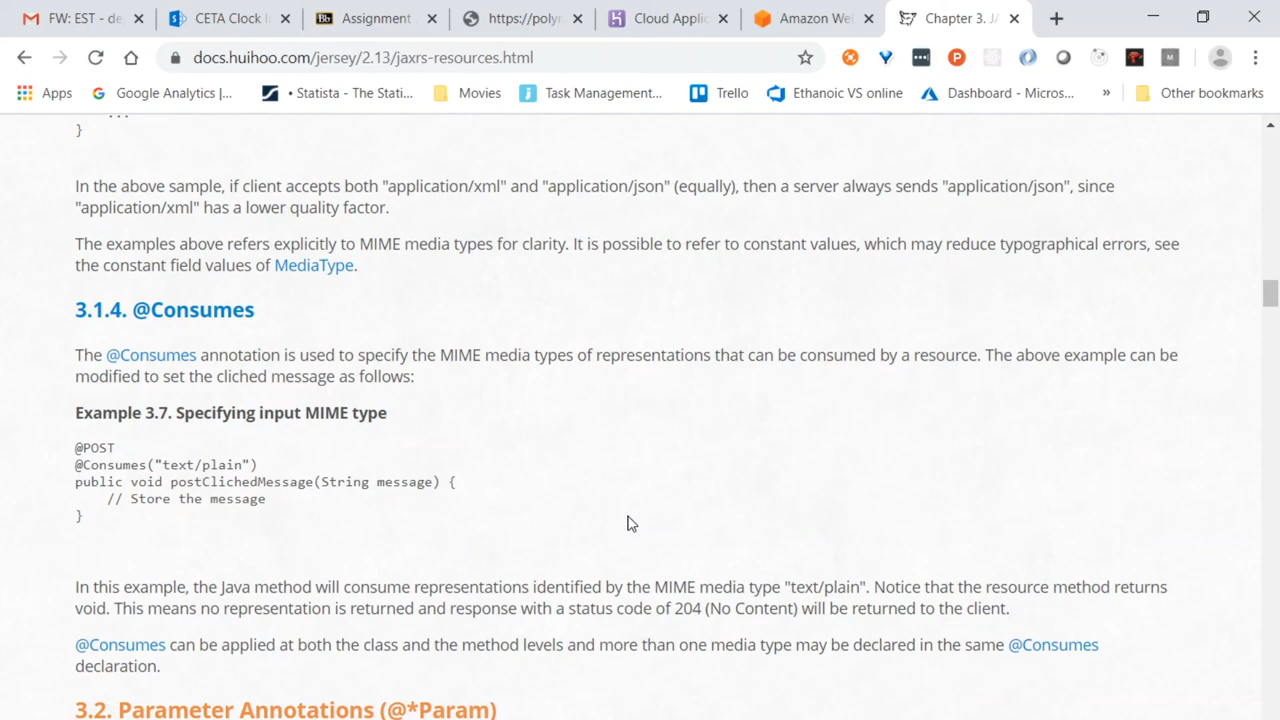 FW: EST - de
CETA Clock I
Assignment
https://poly
Cloud Applic
Amazon We
Chapter 3. JA
docs.huihoo.com/jersey/2.13/jaxrs-resources.html
Apps
Google Analytics |...
• Statista - The Stati...
Movies
Task Management...
Trello
Ethanoic VS online
Dashboard - Micros...
»
Other bookmarks
...
}
In the above sample, if client accepts both "application/xml" and "application/json" (equally), then a server always sends "application/json", since
"application/xml" has a lower quality factor.
The examples above refers explicitly to MIME media types for clarity. It is possible to refer to constant values, which may reduce typographical errors, see
the constant field values of MediaType.
3.1.4. @Consumes
The @Consumes annotation is used to specify the MIME media types of representations that can be consumed by a resource. The above example can be
modified to set the cliched message as follows:
Example 3.7. Specifying input MIME type
@POST
@Consumes("text/plain")
public void postClichedMessage(String message) {
// Store the message
}
In this example, the Java method will consume representations identified by the MIME media type "text/plain". Notice that the resource method returns
void. This means no representation is returned and response with a status code of 204 (No Content) will be returned to the client.
@Consumes can be applied at both the class and the method levels and more than one media type may be declared in the same @Consumes
declaration.
3.2. Parameter Annotations (@*Param)